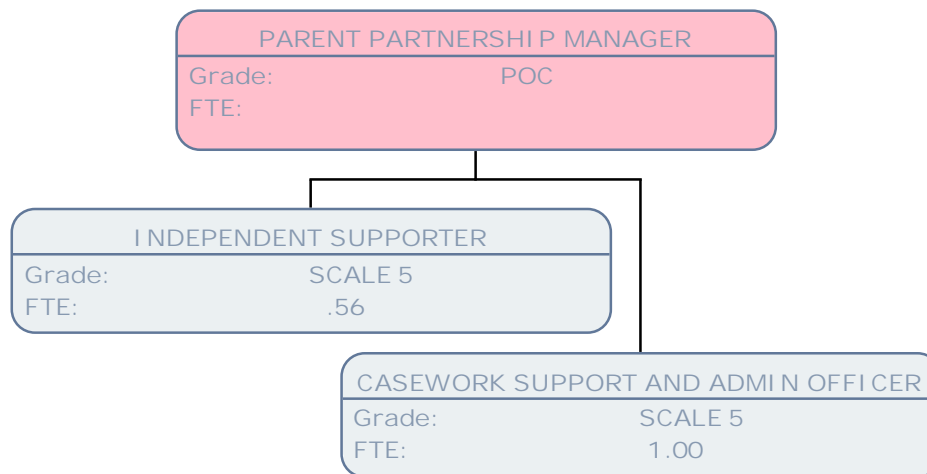 PARENT PARTNERSHIP MANAGER
Grade: POC
FTE:
INDEPENDENT SUPPORTER
Grade: SCALE 5
FTE: .56
CASEWORK SUPPORT AND ADMIN OFFICER
Grade: SCALE 5
FTE: 1.00